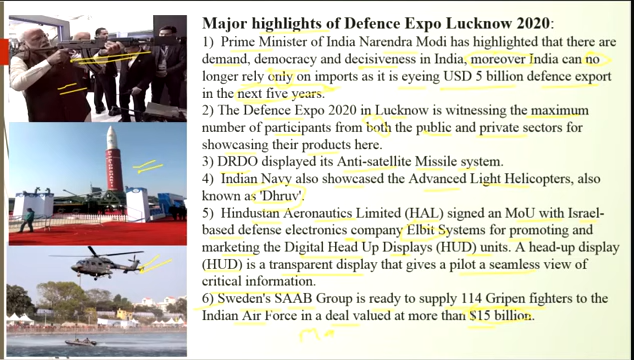 Major highlights of Defence Expo Lucknow 2020:
1) Prime Minister of India Narendra Modi has highlighted that there are
demand, democracy and decisiveness in India, moreover India can no
longer rely only on imports as it is eyeing USD 5 billion defence export
in the next five years.
2) The Defence Expo 2020 in Lucknow is witnessing the maximum
number of participants from both the public and private sectors for
showcasing their products here.
3) DRDO displayed its Anti-satellite Missile system.
4) Indian Navy also showcased the Advanced Light Helicopters, also
known as 'Dhruv'.
5) Hindustan Aeronautics Limited (HAL) signed an MoU with Israel-
based defense electronics company Elbit Systems for promoting and
marketing the Digital Head Up Displays (HUD) units. A head-up display
(HUD) is a transparent display that gives a pilot a seamless view of
critical information.
6) Sweden's SAAB Group is ready to supply 114 Gripen fighters to the
Indian Air Force in a deal valued at more than $15 billion.